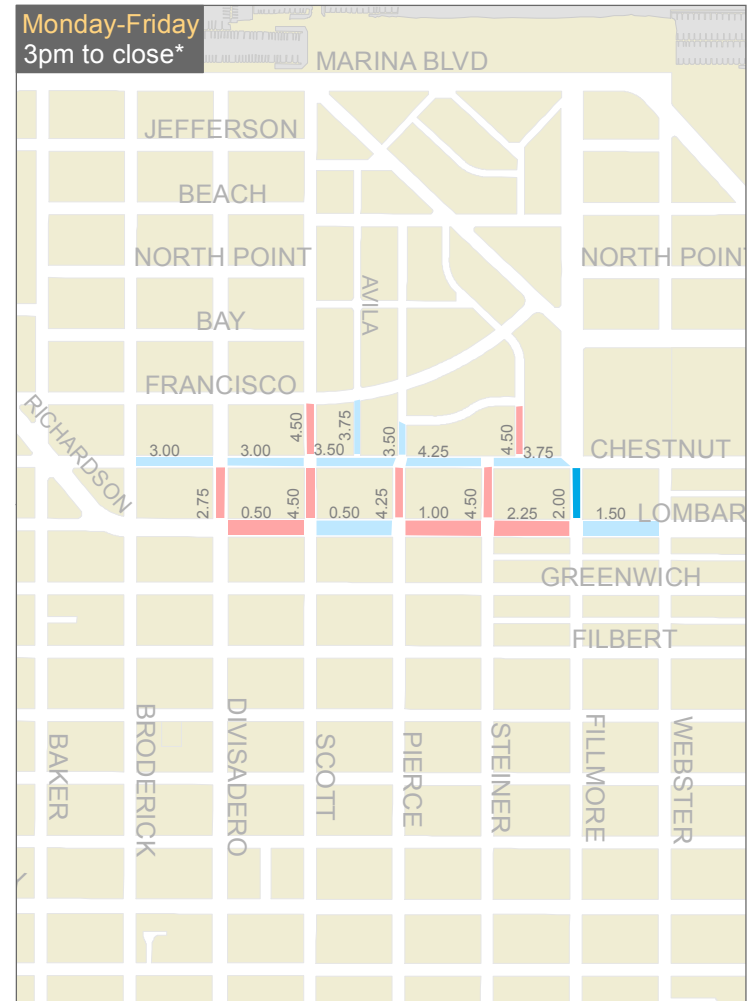 Monday-Friday
3pm to close*
MARINA BLVD
JEFFERSON
BEACH
NORTH POINT
NORTH POIN
AVILA
BAY
FRANCISCO
RICHARDSON
4.50
3.75
3.50
4.50
3.00
3.00
3.50
4.25
3.75
CHESTNUT
2.75
4.50
4.25
4.50
2.00
0.50
0.50
1.00
2.25
1.50
LOMBAR
GREENWICH
FILBERT
BAKER
BRODERICK
DIVISADERO
SCOTT
PIERCE
STEINER
FILLMORE
WEBSTER